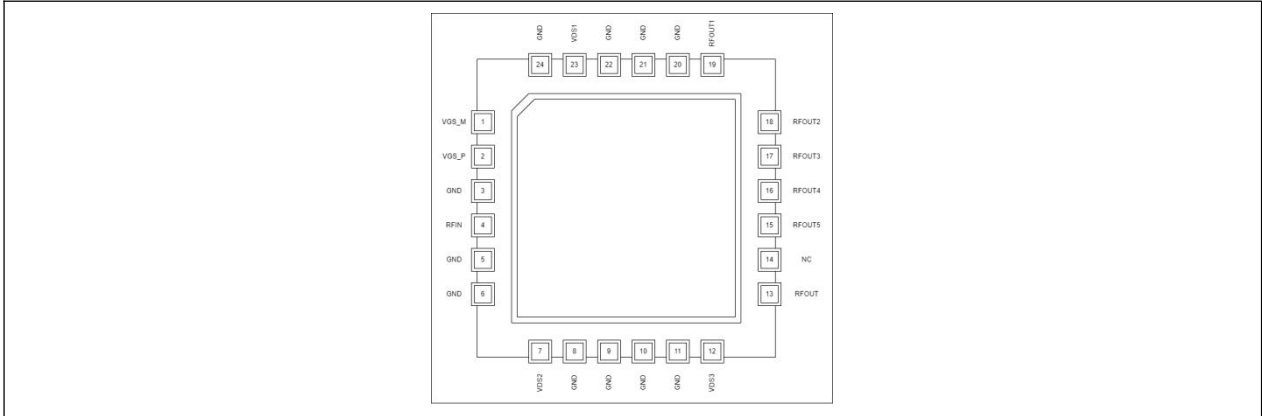 GND VDS1 GND GND GND RFOUT1
24 23 22 21 20 19
VGS_M 1 18 RFOUT2
VGS_P 2 17 RFOUT3
GND 3 16 RFOUT4
RFIN 4 15 RFOUT5
GND 5 14 NC
GND 6 13 RFOUT
7 8 9 10 11 12
VDS2 GND GND GND GND VDS3